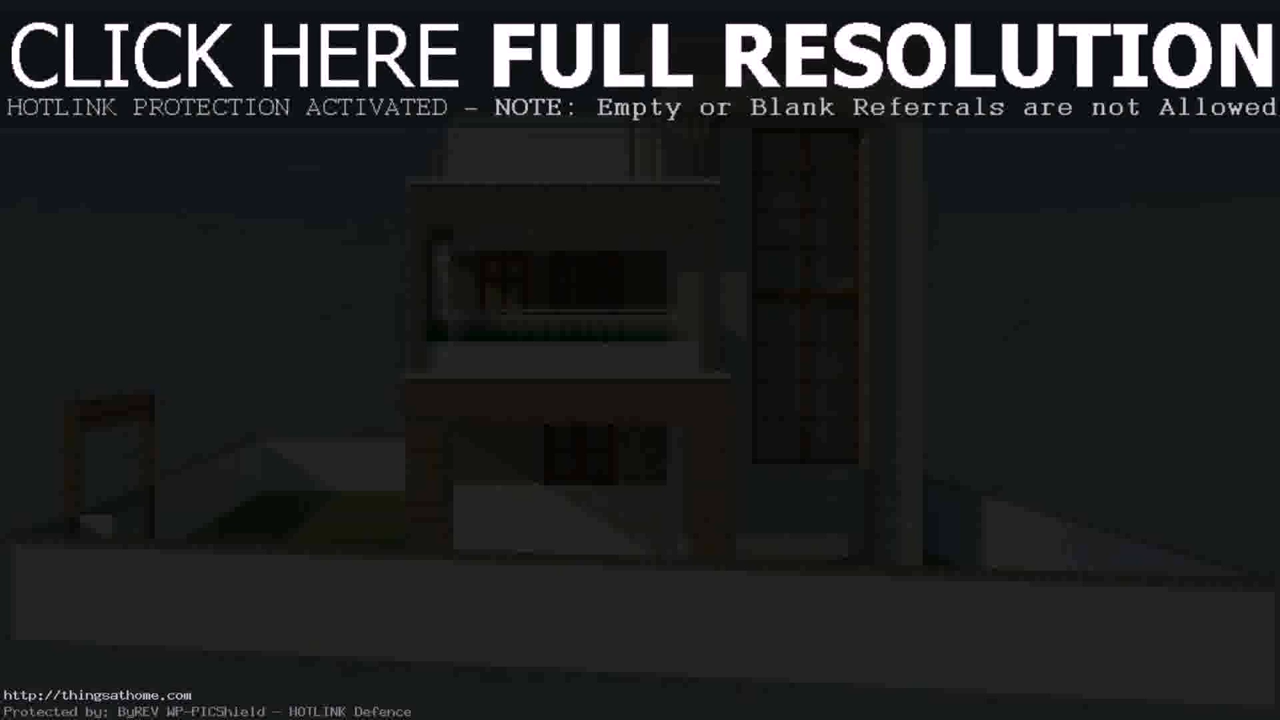 CLICK HERE FULL RESOLUTION
HOTLINK PROTECTION ACTIVATED - NOTE: Empty or Blank Referrals are not Allowed
http://thingsathome.com
Protected by: ByREV WP-PICShield - HOTLINK Defence